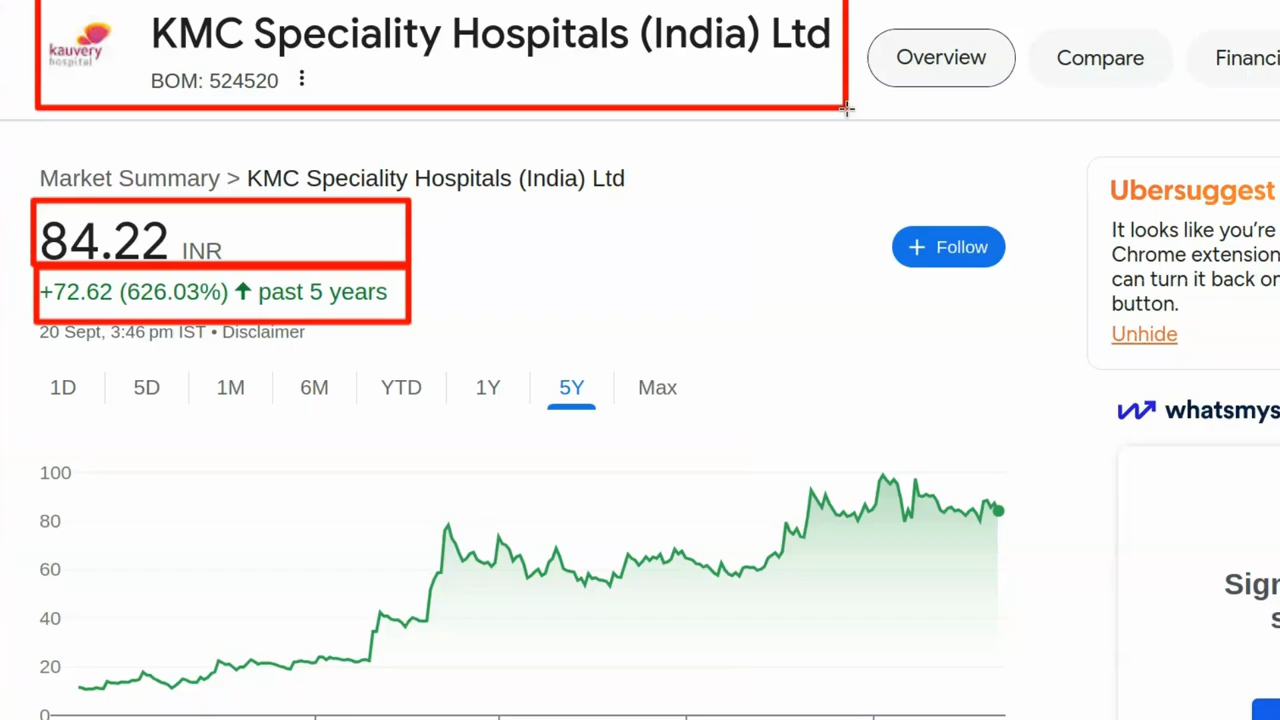 KMC Speciality Hospitals (India) Ltd
kauvery
hospital
BOM: 524520
Overview
Compare
Financi
Market Summary > KMC Speciality Hospitals (India) Ltd
84.22 INR
+72.62 (626.03%) ↑ past 5 years
20 Sept, 3:46 pm IST • Disclaimer
+ Follow
1D
5D
1M
6M
YTD
1Y
5Y
Max
100
80
60
40
20
0
Ubersuggest
It looks like you're
Chrome extension
can turn it back on
button.
Unhide
whatsmys
Sign
s